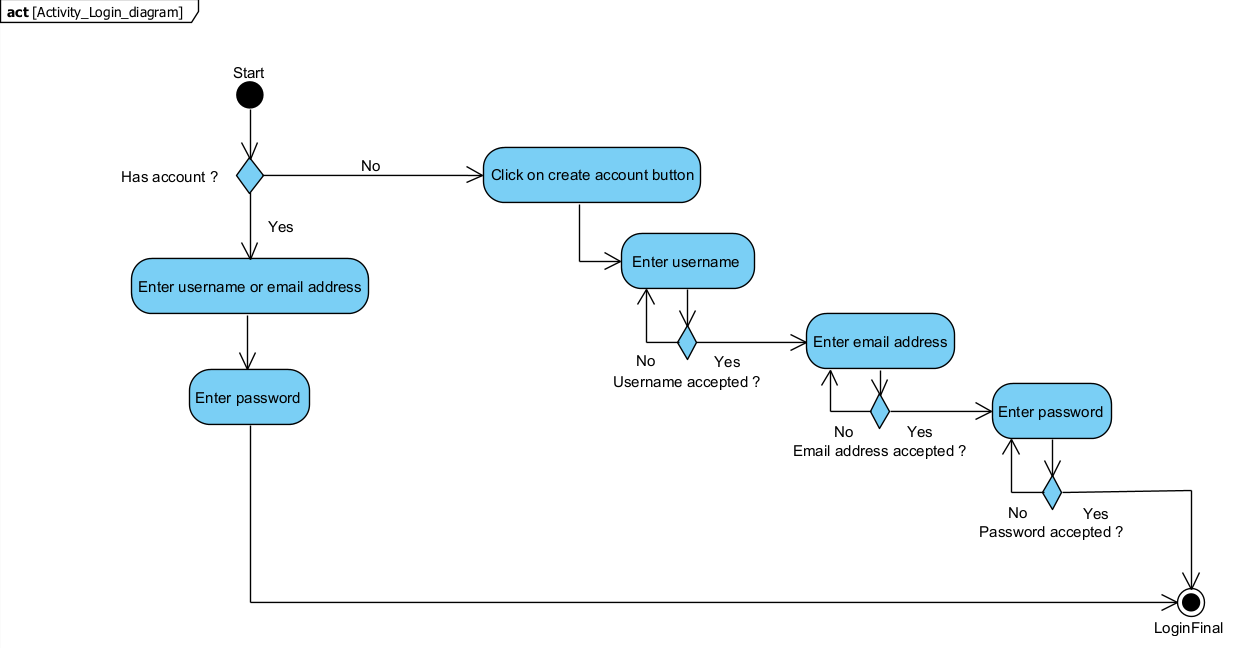 act [Activity_Login_diagram]
Start
Has account ?
No
Click on create account button
Yes
Enter username
Enter username or email address
Enter email address
No
Yes
Username accepted ?
Enter password
Enter password
No
Yes
Email address accepted ?
No
Yes
Password accepted ?
LoginFinal